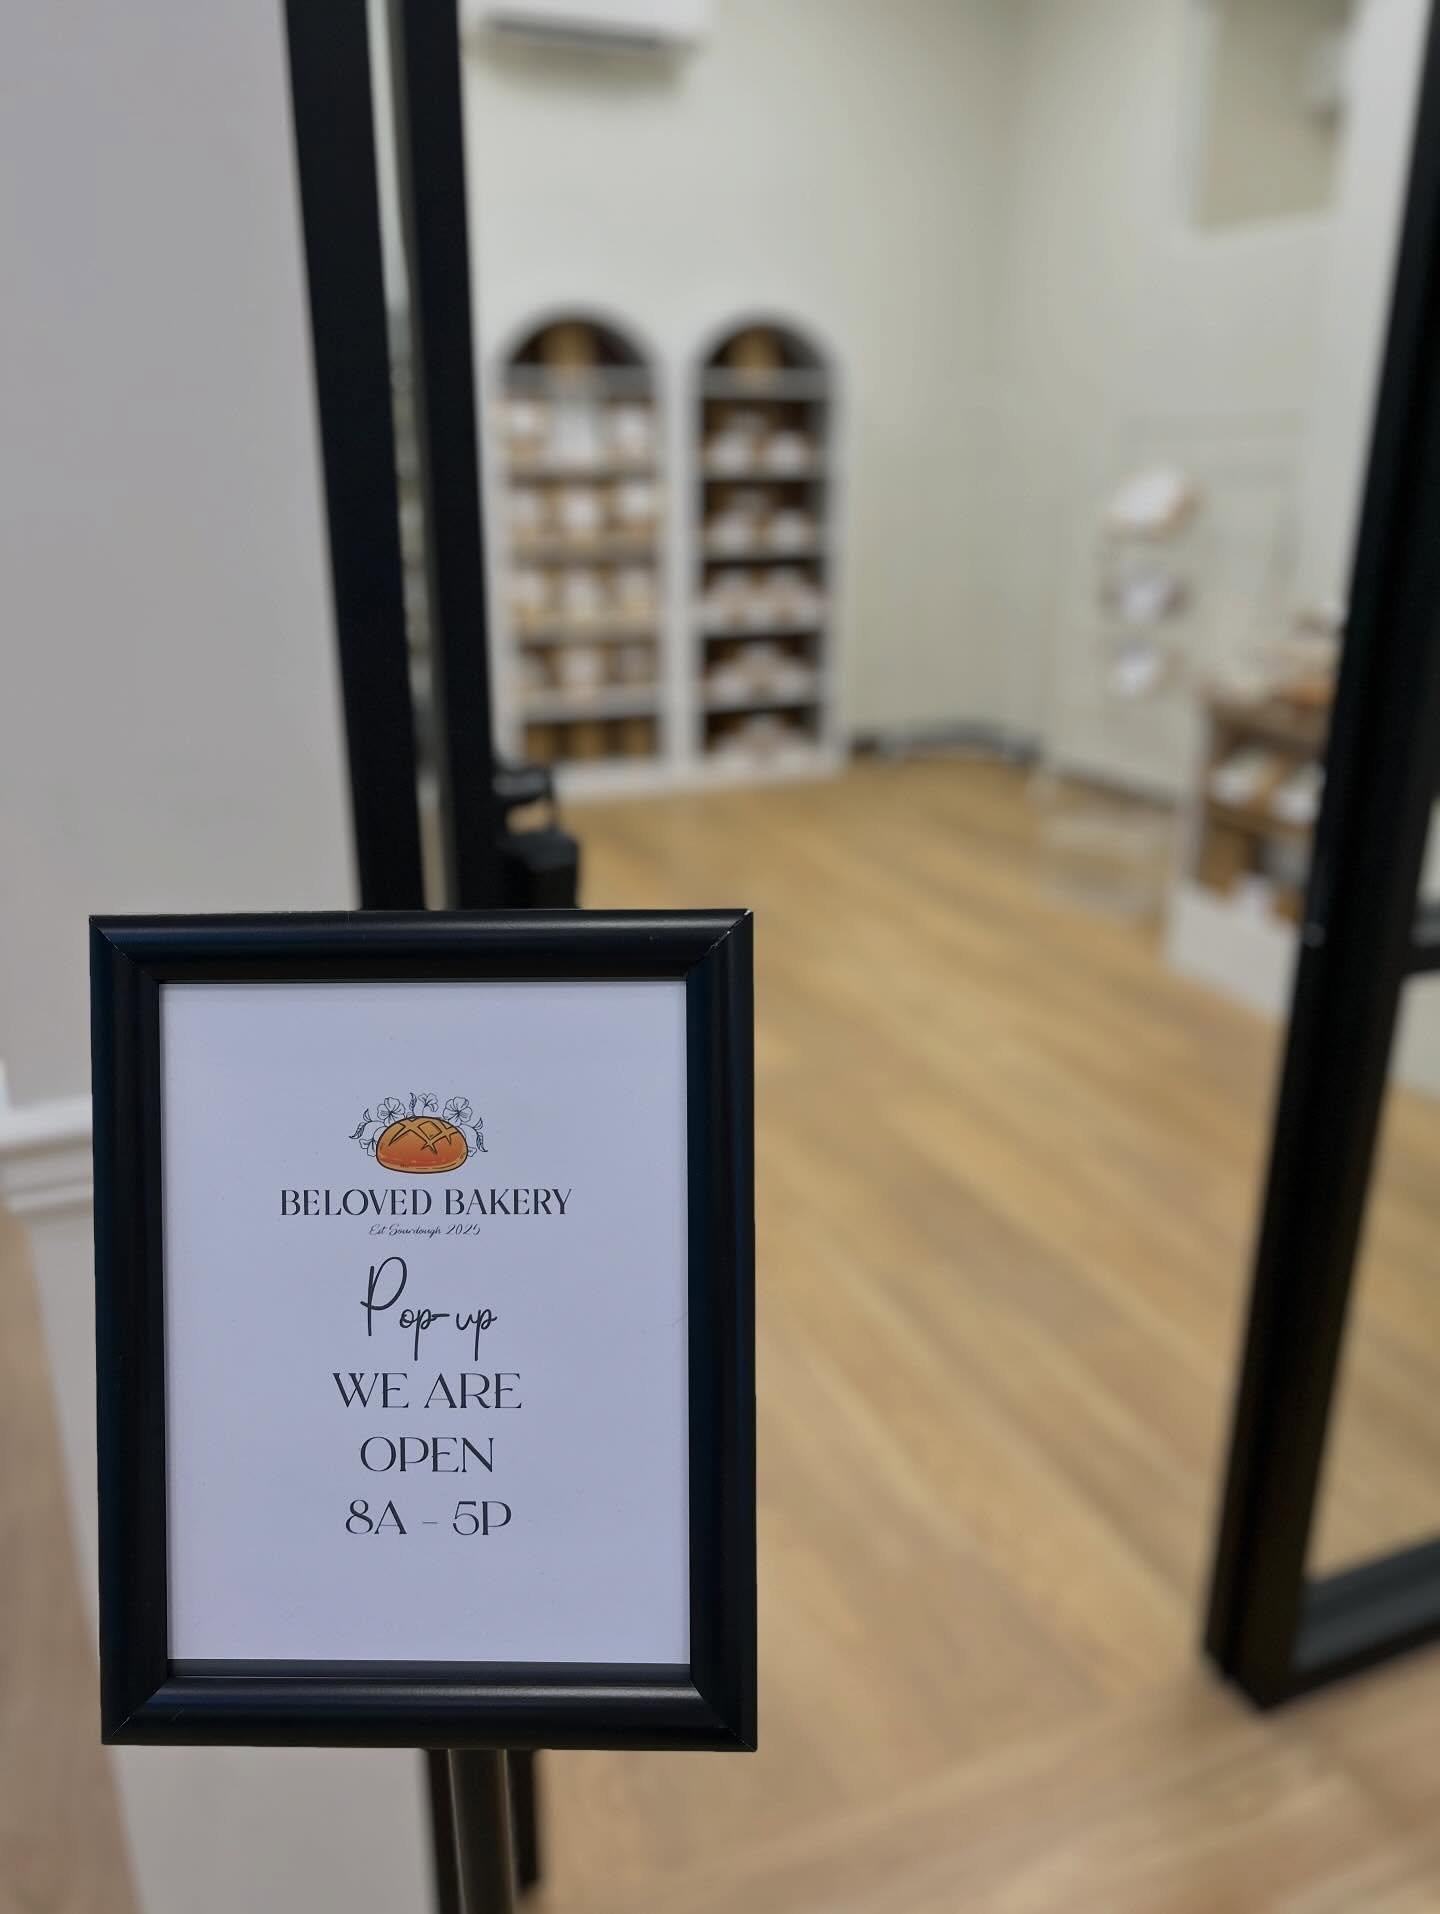 BELOVED BAKERY
Est Sourdough 2025
Pop-up
WE ARE
OPEN
8A - 5P